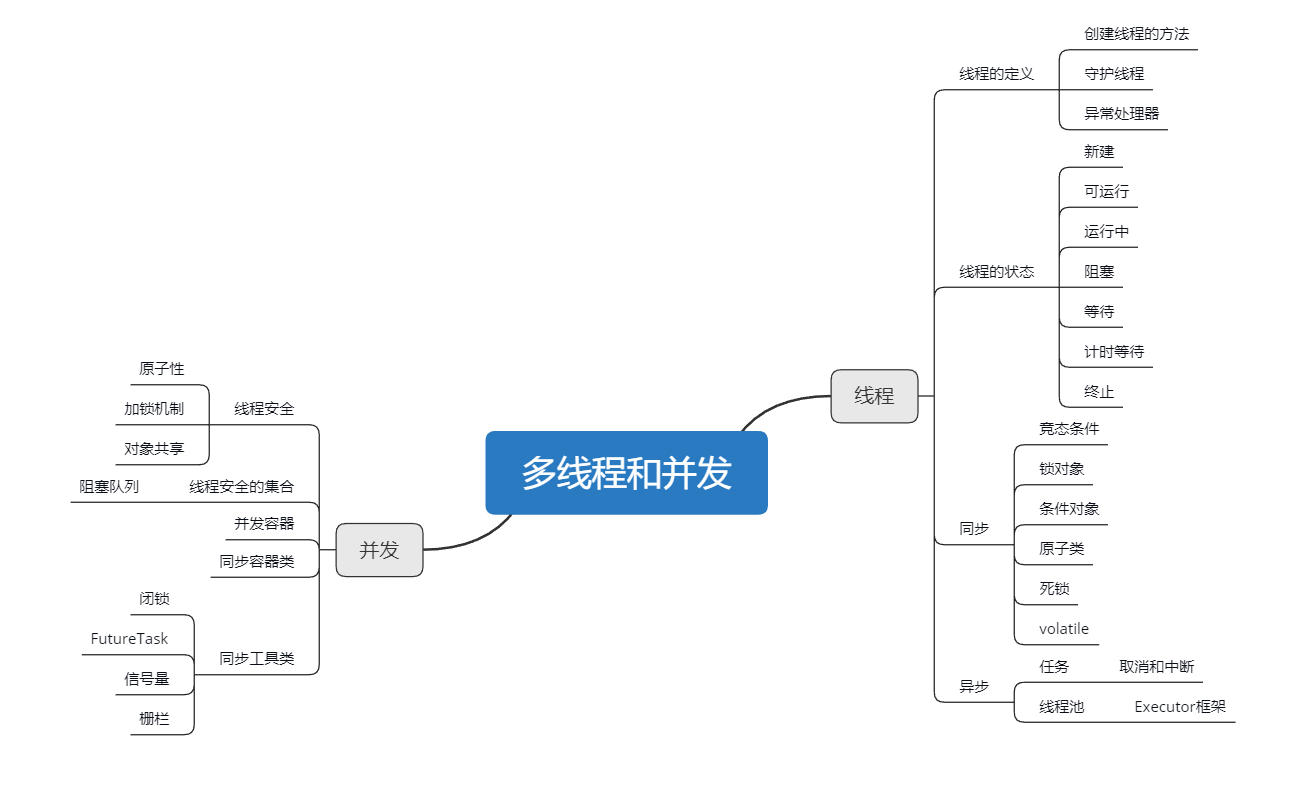 多线程和并发
线程
线程的定义
创建线程的方法
守护线程
异常处理器
线程的状态
新建
可运行
运行中
阻塞
等待
计时等待
终止
同步
竟态条件
锁对象
条件对象
原子类
死锁
volatile
异步
任务
取消和中断
线程池
Executor框架
并发
线程安全
原子性
加锁机制
对象共享
线程安全的集合
阻塞队列
并发容器
同步容器类
同步工具类
闭锁
FutureTask
信号量
栅栏